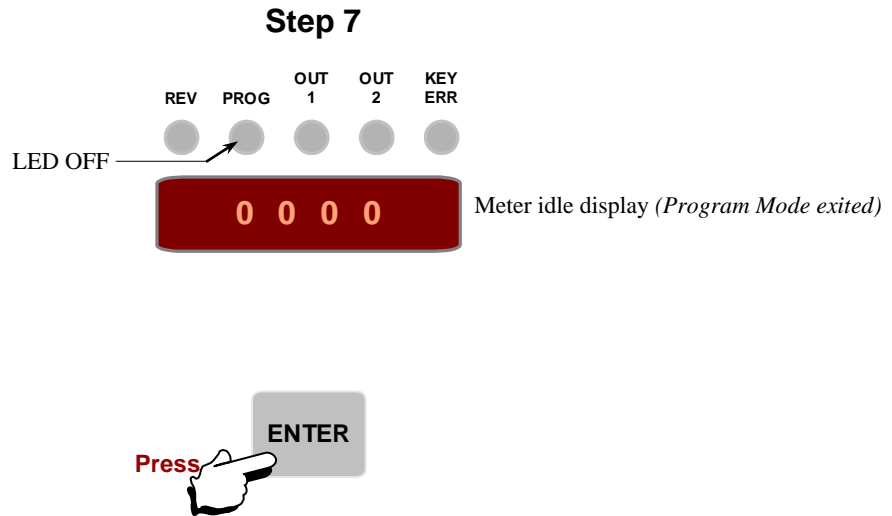 Step 7
REV PROG OUT 1 OUT 2 KEY ERR
LED OFF
0 0 0 0
Meter idle display (Program Mode exited)
ENTER
Press